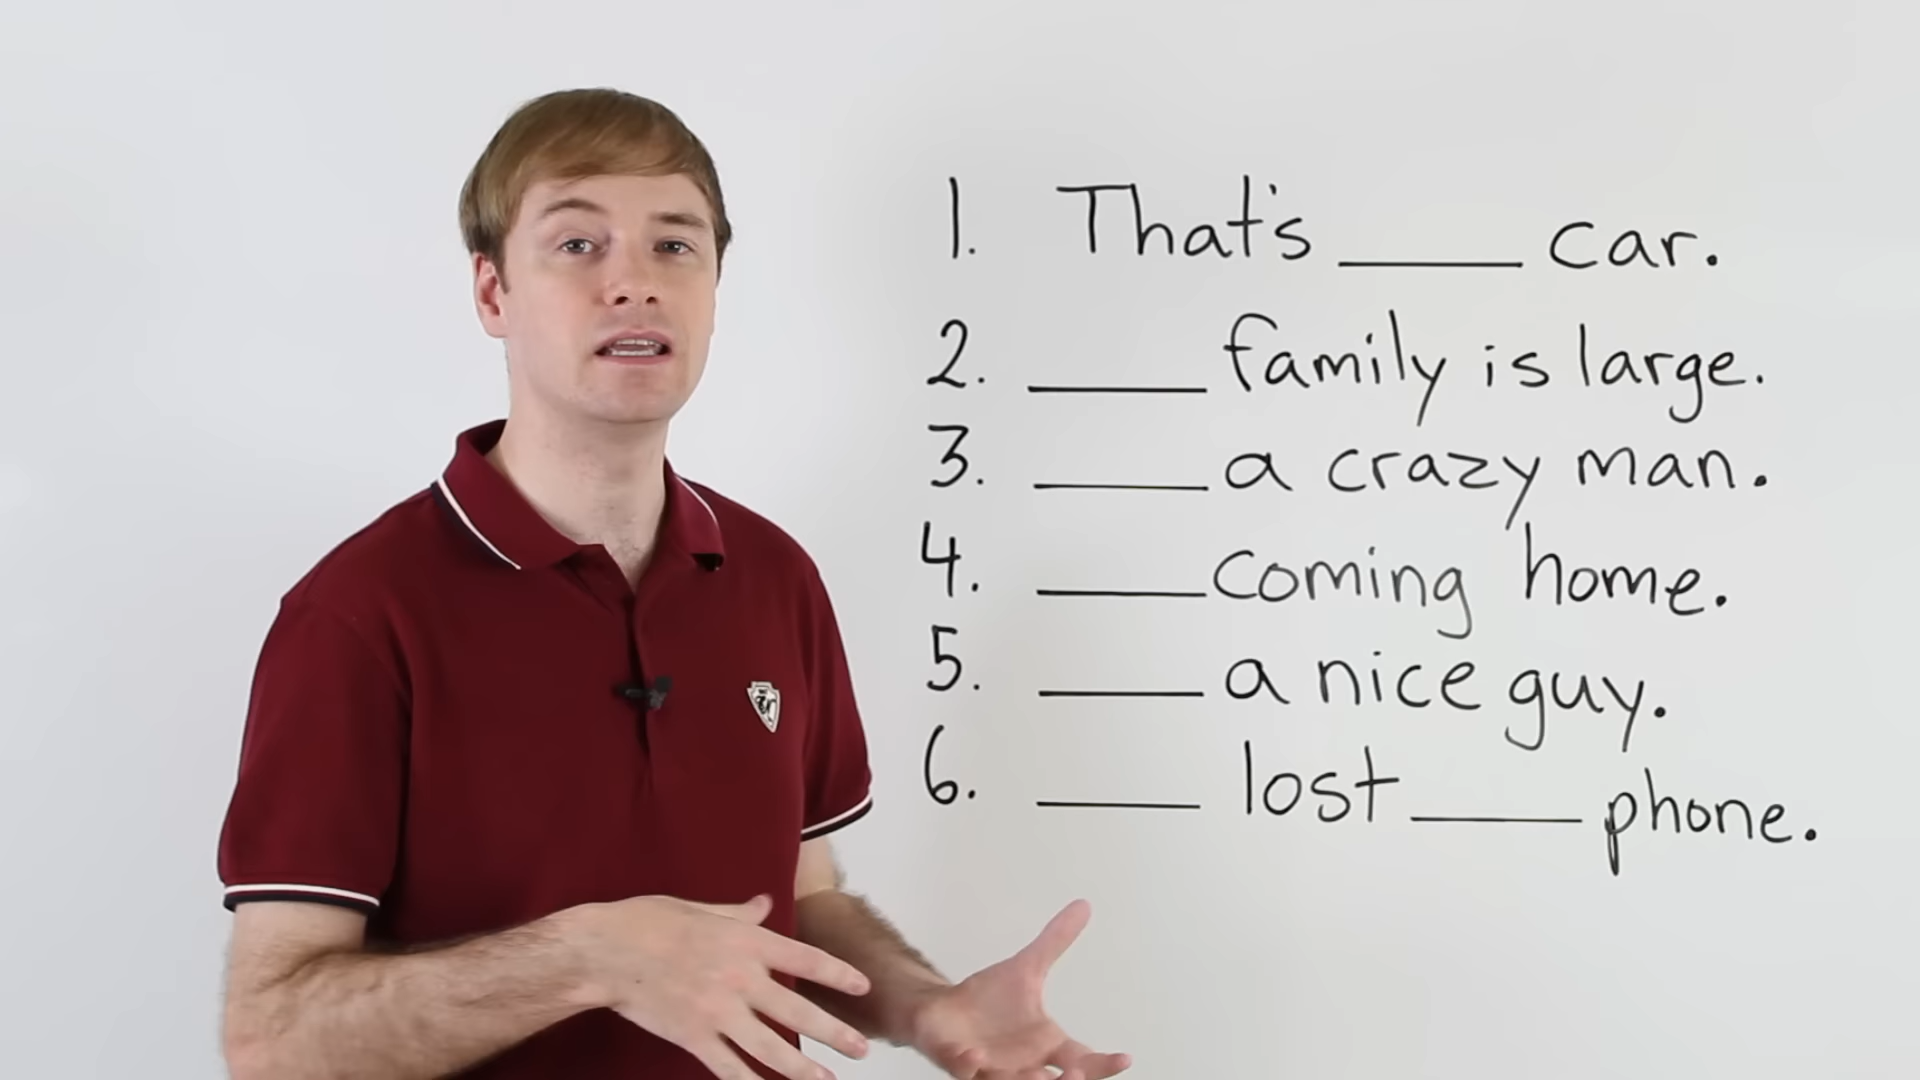 1. That's ____ car.
2. ____ family is large.
3. ____ a crazy man.
4. ____ coming home.
5. ____ a nice guy.
6. ____ lost ____ phone.